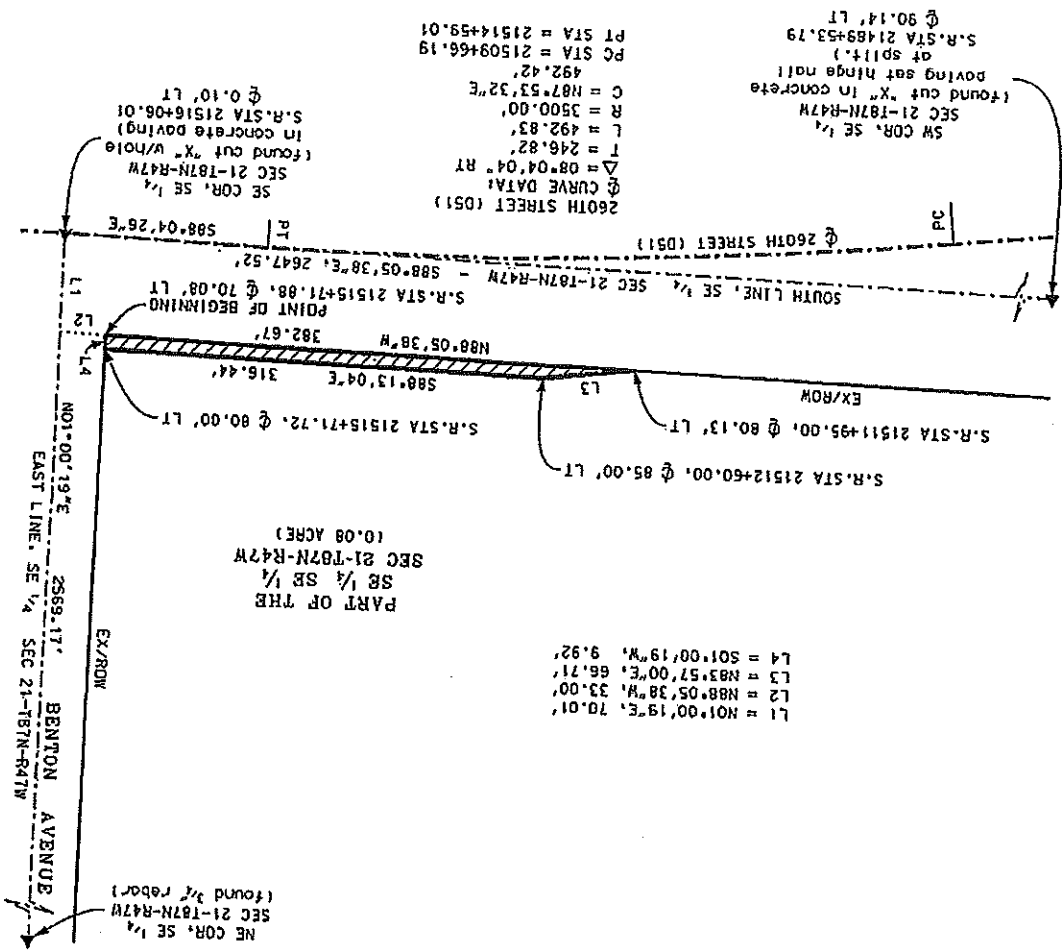 260TH STREET (D51)
℄ CURVE DATA:
△ = 08°04'04" RT
T = 246.82'
L = 492.83'
R = 3500.00'
C = N87°53'32"E
492.42'
PC STA = 21509+66.19
PT STA = 21514+59.01
SW COR, SE 1/4
SEC 21-T87N-R47W
(found cut "X" in concrete
paving set hinge nail
at split.)
S.R.STA 21489+53.79
℄ 90.14' LT
SE COR, SE 1/4
SEC 21-T87N-R47W
(found cut "X" w/hole
in concrete paving)
S.R.STA 21516+06.01
℄ 0.10' LT
S88°04'26"E
PT
PC
℄ 260TH STREET (D51)
SOUTH LINE, SE 1/4 SEC 21-T87N-R47W - S88°05'38"E, 2647.52'
L1
L2
L4
POINT OF BEGINNING
S.R.STA 21515+71.88, ℄ 70.08' LT
N88°05'38"W 382.67'
S88°13'04"E 316.44'
L3
EX/ROW
S.R.STA 21515+71.72, ℄ 80.00' LT
S.R.STA 21511+95.00, ℄ 80.13' LT
S.R.STA 21512+60.00, ℄ 85.00' LT
PART OF THE
SE 1/4 SE 1/4
SEC 21-T87N-R47W
(0.08 ACRE)
L1 = N01°00'19"E, 70.01'
L2 = N88°05'38"W, 33.00'
L3 = N83°57'00"E, 66.71'
L4 = S01°00'19"W, 9.92'
N01°00'19"E 2569.17' BENTON AVENUE
EAST LINE, SE 1/4 SEC 21-T87N-R47W
EX/ROW
NE COR, SE 1/4
SEC 21-T87N-R47W
(found 3/4" rebar)